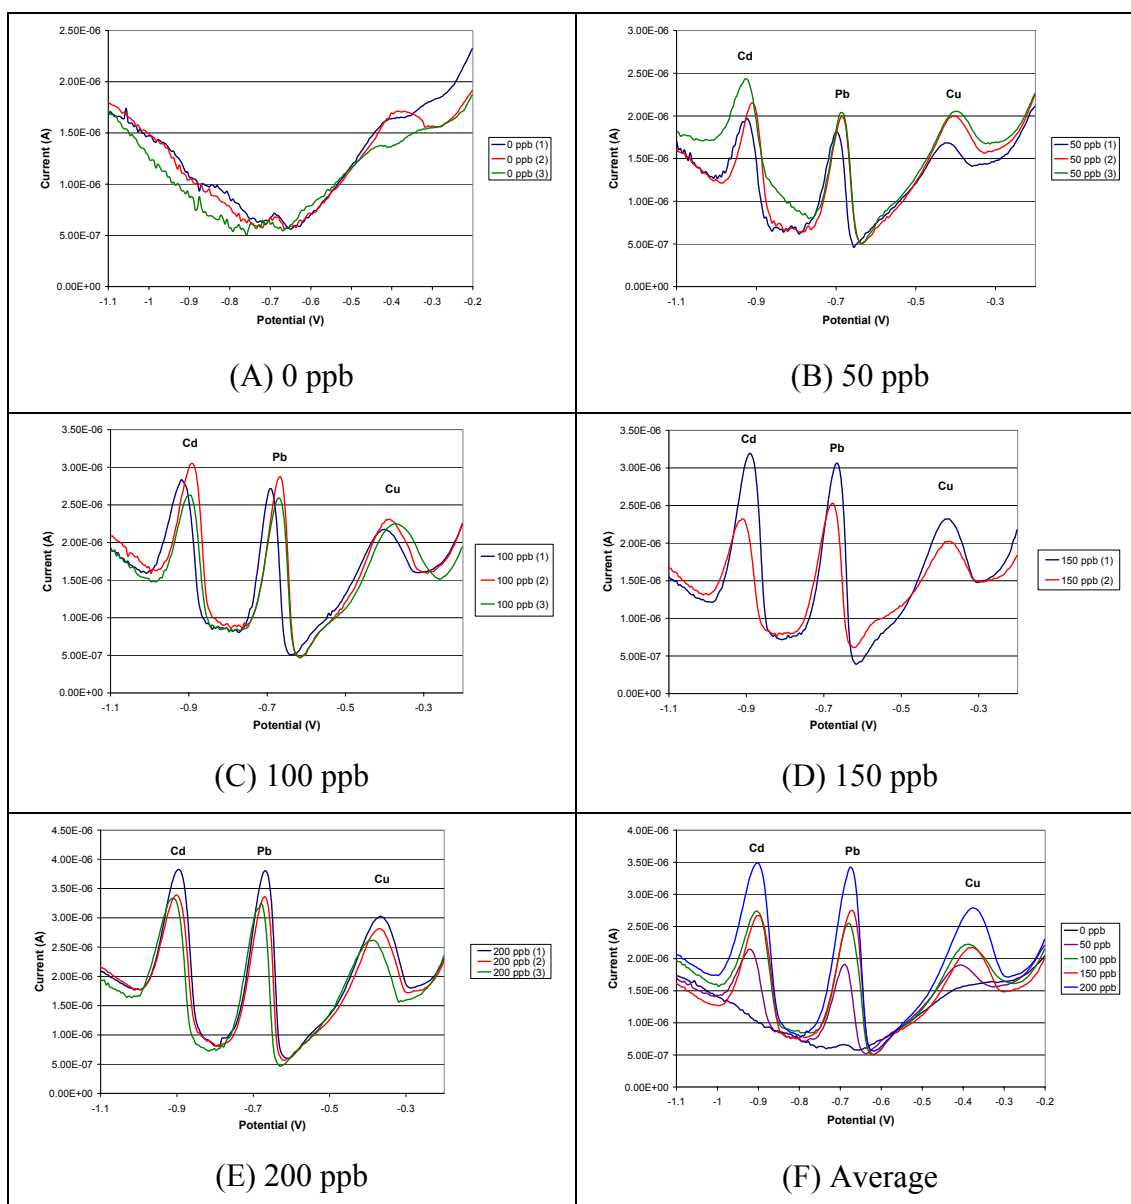 2.50E-06
2.00E-06
1.50E-06
1.00E-06
5.00E-07
0.00E+00
Current (A)
-1.1 -1 -0.9 -0.8 -0.7 -0.6 -0.5 -0.4 -0.3 -0.2
Potential (V)
0 ppb (1)
0 ppb (2)
0 ppb (3)
(A) 0 ppb
3.00E-06
2.50E-06
2.00E-06
1.50E-06
1.00E-06
5.00E-07
0.00E+00
Current (A)
Cd
Pb
Cu
-1.1 -0.9 -0.7 -0.5 -0.3
Potential (V)
50 ppb (1)
50 ppb (2)
50 ppb (3)
(B) 50 ppb
3.50E-06
3.00E-06
2.50E-06
2.00E-06
1.50E-06
1.00E-06
5.00E-07
0.00E+00
Current (A)
Cd
Pb
Cu
-1.1 -0.9 -0.7 -0.5 -0.3
Potential (V)
100 ppb (1)
100 ppb (2)
100 ppb (3)
(C) 100 ppb
3.50E-06
3.00E-06
2.50E-06
2.00E-06
1.50E-06
1.00E-06
5.00E-07
0.00E+00
Current (A)
Cd
Pb
Cu
-1.1 -0.9 -0.7 -0.5 -0.3
Potential (V)
150 ppb (1)
150 ppb (2)
(D) 150 ppb
4.50E-06
4.00E-06
3.50E-06
3.00E-06
2.50E-06
2.00E-06
1.50E-06
1.00E-06
5.00E-07
0.00E+00
Current (A)
Cd
Pb
Cu
-1.1 -0.9 -0.7 -0.5 -0.3
Potential (V)
200 ppb (1)
200 ppb (2)
200 ppb (3)
(E) 200 ppb
4.00E-06
3.50E-06
3.00E-06
2.50E-06
2.00E-06
1.50E-06
1.00E-06
5.00E-07
0.00E+00
Current (A)
Cd
Pb
Cu
-1.1 -1 -0.9 -0.8 -0.7 -0.6 -0.5 -0.4 -0.3 -0.2
Potential (V)
0 ppb
50 ppb
100 ppb
150 ppb
200 ppb
(F) Average